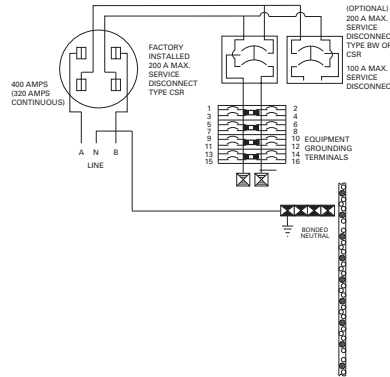 (OPTIONAL)
200 A MAX.
SERVICE
DISCONNEC
TYPE BW OR
CSR
100 A MAX.
SERVICE
DISCONNEC
FACTORY
INSTALLED
200 A MAX.
SERVICE
DISCONNECT
TYPE CSR
400 AMPS
(320 AMPS
CONTINUOUS)
A N B
LINE
1 2
3 4
5 6
7 8
9 10
11 12
13 14
15 16
EQUIPMENT
GROUNDING
TERMINALS
BONDED
NEUTRAL